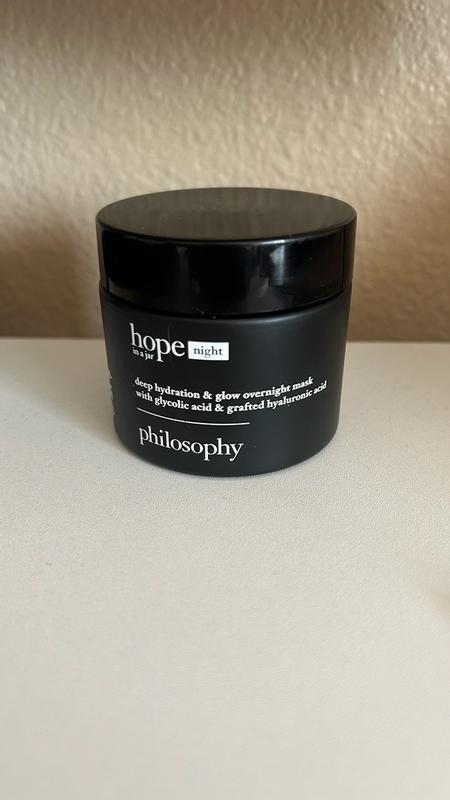 hope night
in a jar
deep hydration & glow overnight mask
with glycolic acid & grafted hyaluronic acid
philosophy